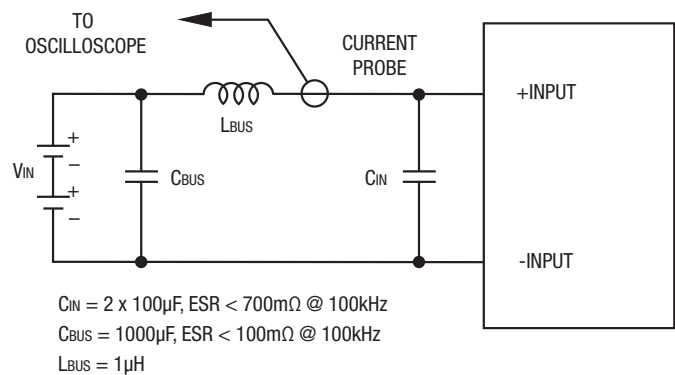 TO
OSCILLOSCOPE
CURRENT
PROBE
+INPUT
LBUS
VIN
+
−
+
−
CBUS
CIN
-INPUT
CIN = 2 x 100µF, ESR < 700mΩ @ 100kHz
CBUS = 1000µF, ESR < 100mΩ @ 100kHz
LBUS = 1µH